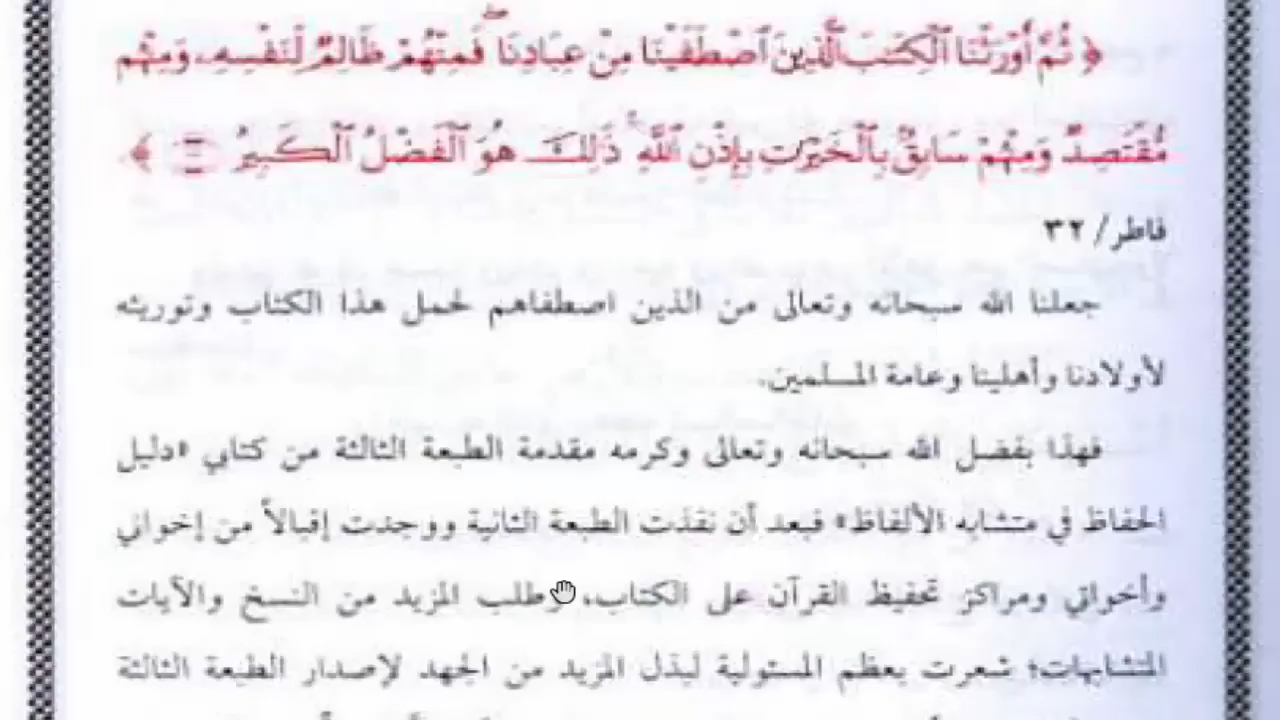 ﴿ ثُمَّ أَوْرَثْنَا ٱلْكِتَٰبَ ٱلَّذِينَ ٱصْطَفَيْنَا مِنْ عِبَادِنَا ۖ فَمِنْهُمْ ظَالِمٌ لِّنَفْسِهِۦ وَمِنْهُم
مُّقْتَصِدٌ وَمِنْهُمْ سَابِقٌۢ بِٱلْخَيْرَٰتِ بِإِذْنِ ٱللَّهِ ۚ ذَٰلِكَ هُوَ ٱلْفَضْلُ ٱلْكَبِيرُ ﴾
فاطر/ ٣٢
جعلنا الله سبحانه وتعالى من الذين اصطفاهم لحمل هذا الكتاب وتوريثه
لأولادنا وأهلينا وعامة المسلمين.
فهذا بفضل الله سبحانه وتعالى وكرمه مقدمة الطبعة الثالثة من كتابي «دليل
الحفاظ في متشابه الألفاظ» فبعد أن نفذت الطبعة الثانية ووجدت إقبالاً من إخواني
وأخواتي ومراكز تحفيظ القرآن على الكتاب، وطلب المزيد من النسخ والآيات
المتشابهات؛ شعرت بعظم المسئولية لبذل المزيد من الجهد لإصدار الطبعة الثالثة